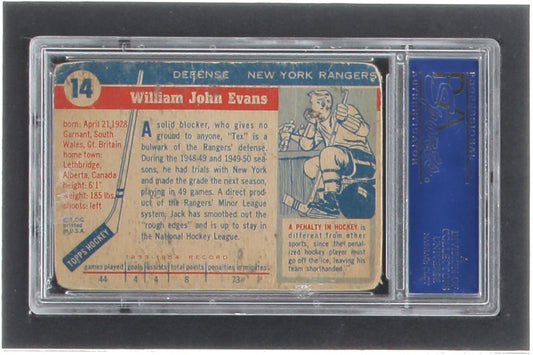 14
DEFENSE NEW YORK RANGERS
William John Evans
born: April 21, 1928
Garnant, South
Wales, Gt. Britain
home town:
Lethbridge,
Alberta, Canada
height: 6'1"
weight: 185 lbs.
shoots: left
© T.C.G.
printed
in U.S.A.
TOPPS HOCKEY
A solid blocker, who gives no
ground to anyone, "Tex" is a
bulwark of the Rangers' defense.
During the 1948-49 and 1949-50 sea-
sons, he had trials with New York
and made the grade the next season,
playing in 49 games. A direct prod-
uct of the Rangers' Minor League
system, Jack has smoothed out the
"rough edges" and is up to stay in
the National Hockey League.
A PENALTY IN HOCKEY is
different from other
sports, since the penal-
ized hockey player must
go off the ice, leaving his
team shorthanded.
1953-1954 RECORD
games played goals assists total points penalties in minutes
44 4 4 8 73
PSA